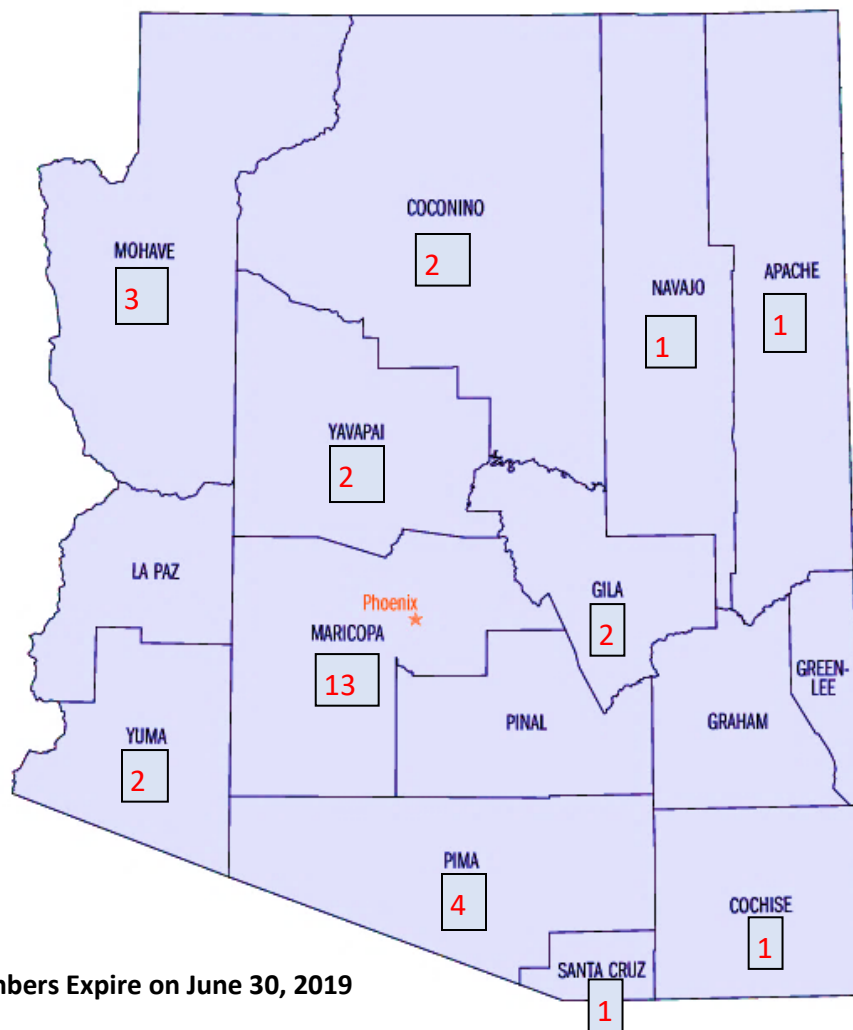 COCONINO
2
MOHAVE
3
NAVAJO
1
APACHE
1
YAVAPAI
2
LA PAZ
Phoenix
MARICOPA
13
GILA
2
GREEN-
LEE
GRAHAM
PINAL
YUMA
2
PIMA
4
COCHISE
1
SANTA CRUZ
1
Expire on June 30, 2019